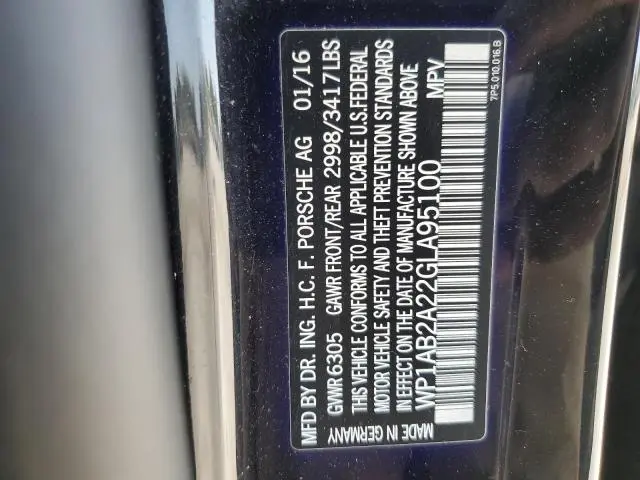 MFD BY DR. ING. H.C. F. PORSCHE AG 01/16
GVWR 6305 GAWR FRONT/REAR 2998/3417LBS
THIS VEHICLE CONFORMS TO ALL APPLICABLE U.S.FEDERAL
MOTOR VEHICLE SAFETY AND THEFT PREVENTION STANDARDS
IN EFFECT ON THE DATE OF MANUFACTURE SHOWN ABOVE
WP1AB2A22GLA95100 MPV
MADE IN GERMANY
7P5.010.016.B